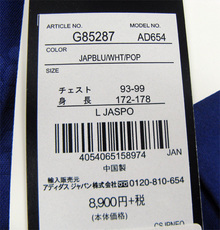 ARTICLE NO. MODEL NO.
G85287 AD654
COLOR
JAPBLU/WHT/POP
SIZE
チェスト 93-99
身 長 172-178
L JASPO
4054065158974 JAN
中国製
輸入販売元
アディダス ジャパン株式会社 0120-810-654
8,900円+税
(本体価格)